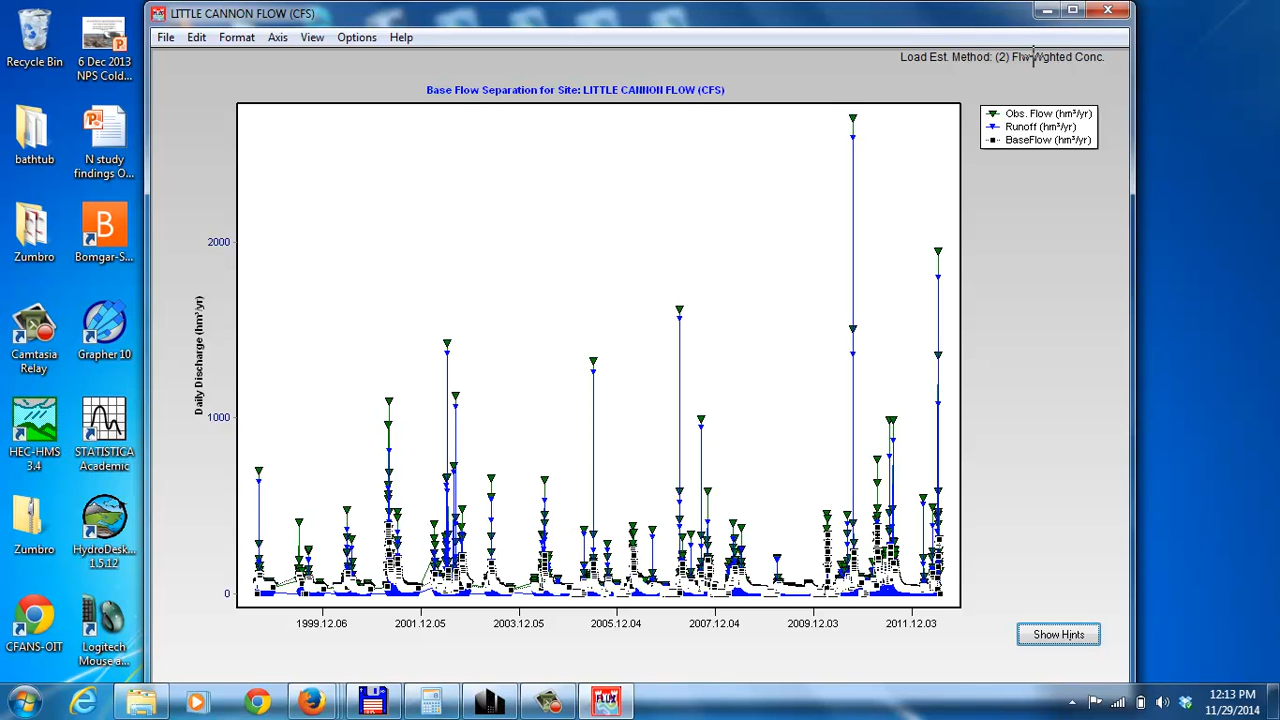 LITTLE CANNON FLOW (CFS)
File Edit Format Axis View Options Help
Load Est. Method: (2) Flw Wghted Conc.
Base Flow Separation for Site: LITTLE CANNON FLOW (CFS)
Obs. Flow (hm³/yr)
Runoff (hm³/yr)
BaseFlow (hm³/yr)
Daily Discharge (hm³/yr)
2000
1000
0
1999.12.06 2001.12.05 2003.12.05 2005.12.04 2007.12.04 2009.12.03 2011.12.03
Show Hints
Recycle Bin
6 Dec 2013
NPS Cold...
bathtub
N study
findings O...
Zumbro
B
Bomgar-S...
Camtasia
Relay
Grapher 10
HEC-HMS
3.4
STATISTICA
Academic
Zumbro
HydroDesk...
1.5.12
CFANS-OIT
Logitech
Mouse a...
FLUX
12:13 PM
11/29/2014